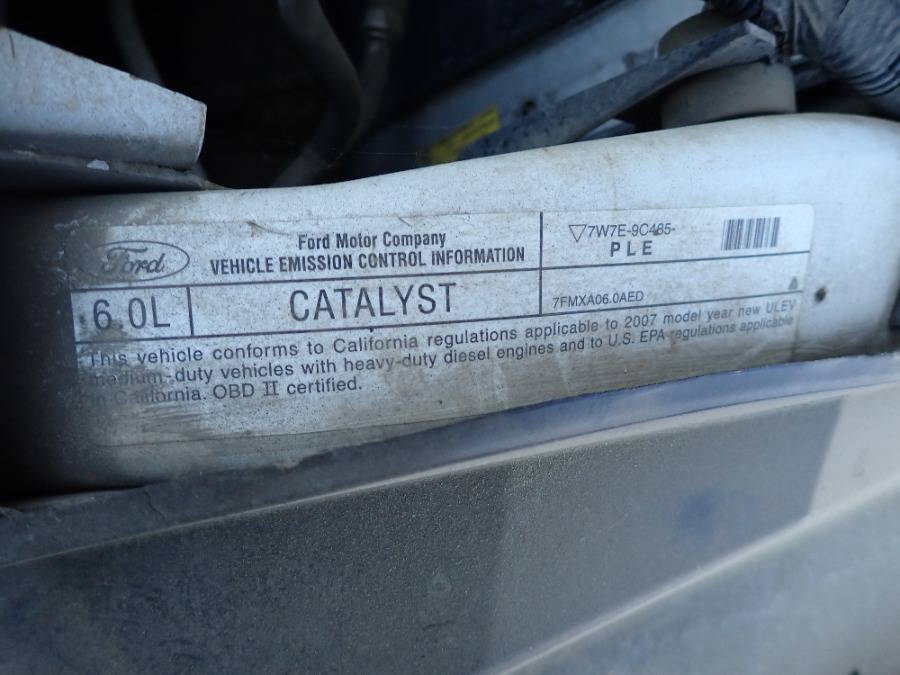 Ford
Ford Motor Company
VEHICLE EMISSION CONTROL INFORMATION
▽7W7E-9C485-
PLE
6.0L
CATALYST
7FMXA06.0AED
This vehicle conforms to California regulations applicable to 2007 model year new ULEV
medium-duty vehicles with heavy-duty diesel engines and to U.S. EPA regulations applicable
in California. OBD II certified.